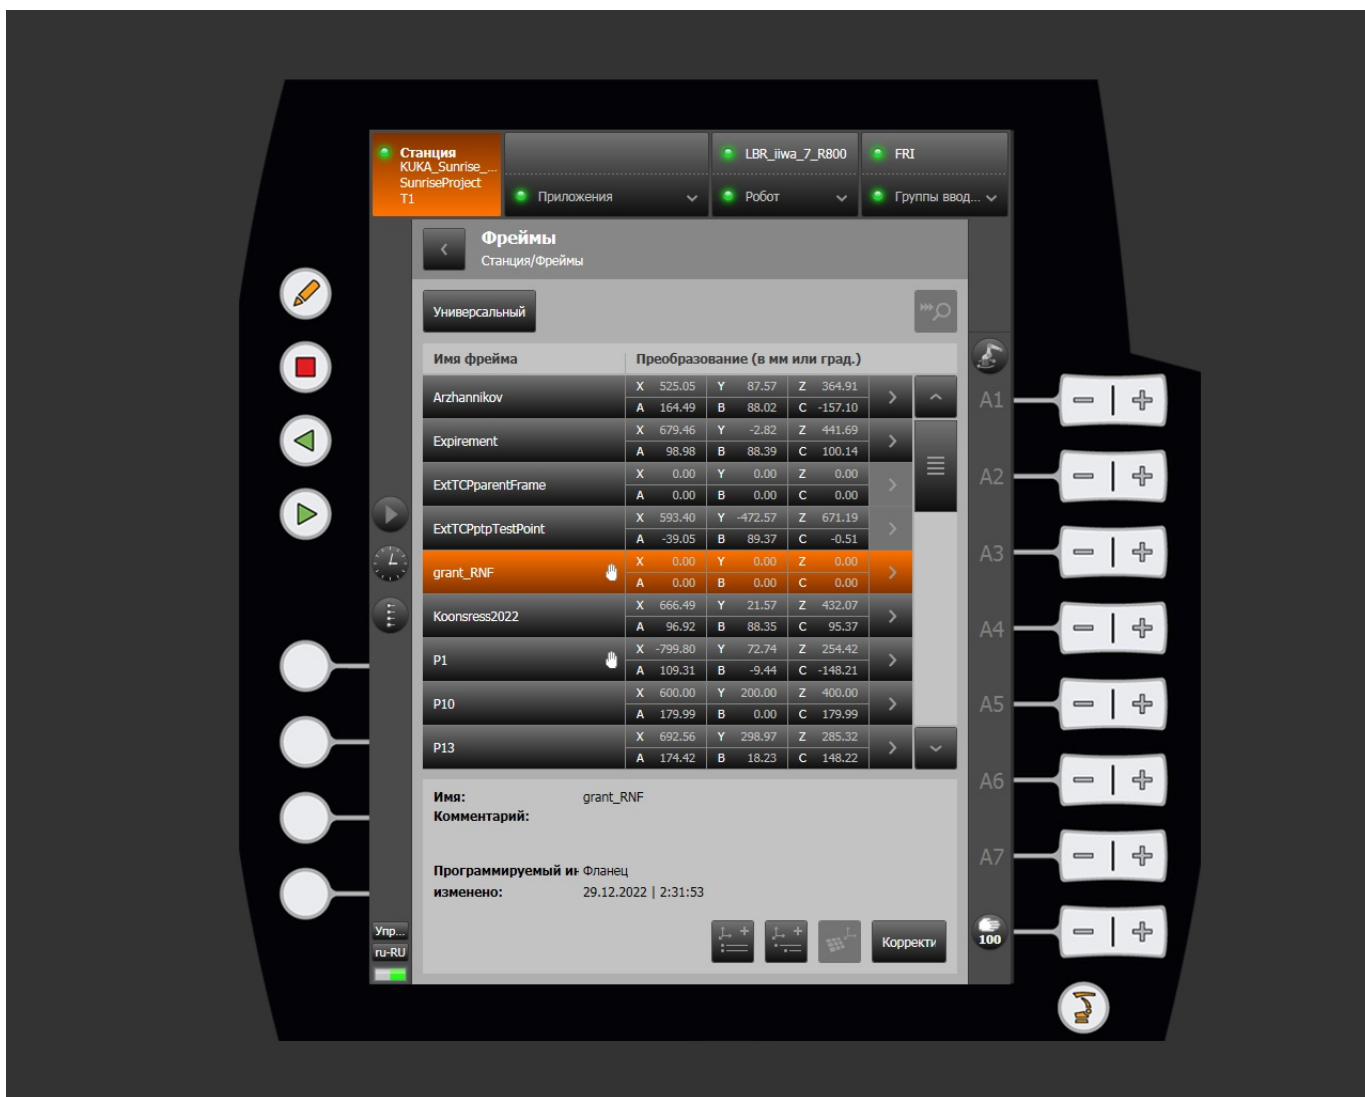 Станция
KUKA_Sunrise_...
SunriseProject
T1
Приложения
LBR_iiwa_7_R800
Робот
FRI
Группы ввод...
Фреймы
Станция/Фреймы
Универсальный
Имя фрейма Преобразование (в мм или град.)
Arzhannikov X 525.05 Y 87.57 Z 364.91
A 164.49 B 88.02 C -157.10
Expirement X 679.46 Y -2.82 Z 441.69
A 98.98 B 88.39 C 100.14
ExtTCPparentFrame X 0.00 Y 0.00 Z 0.00
A 0.00 B 0.00 C 0.00
ExtTCPptpTestPoint X 593.40 Y -472.57 Z 671.19
A -39.05 B 89.37 C -0.51
grant_RNF X 0.00 Y 0.00 Z 0.00
A 0.00 B 0.00 C 0.00
Koonsress2022 X 666.49 Y 21.57 Z 432.07
A 96.92 B 88.35 C 95.37
P1 X -799.80 Y 72.74 Z 254.42
A 109.31 B -9.44 C -148.21
P10 X 600.00 Y 200.00 Z 400.00
A 179.99 B 0.00 C 179.99
P13 X 692.56 Y 298.97 Z 285.32
A 174.42 B 18.23 C 148.22
Имя: grant_RNF
Комментарий:
Программируемый ин Фланец
изменено: 29.12.2022 | 2:31:53
Корректи
Упр...
ru-RU
A1
A2
A3
A4
A5
A6
A7
100